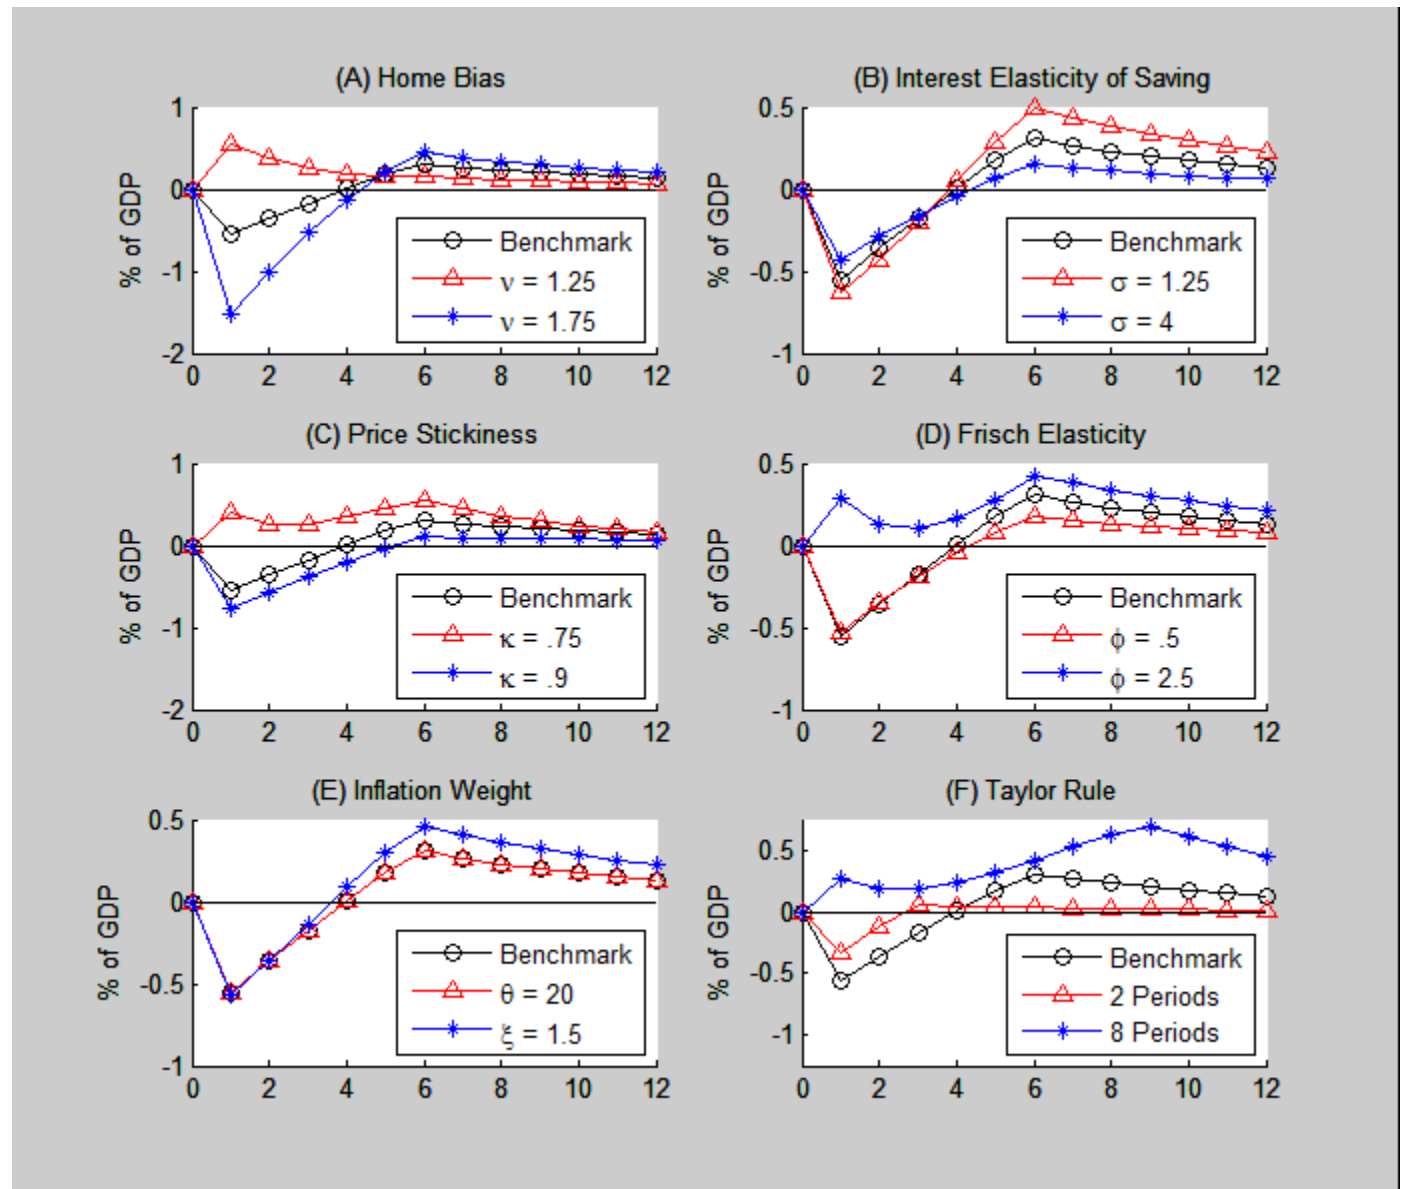 (A) Home Bias
% of GDP
1
0
-1
-2
0 2 4 6 8 10 12
Benchmark
ν = 1.25
ν = 1.75
(B) Interest Elasticity of Saving
% of GDP
0.5
0
-0.5
-1
0 2 4 6 8 10 12
Benchmark
σ = 1.25
σ = 4
(C) Price Stickiness
% of GDP
1
0
-1
-2
0 2 4 6 8 10 12
Benchmark
κ = .75
κ = .9
(D) Frisch Elasticity
% of GDP
0.5
0
-0.5
-1
0 2 4 6 8 10 12
Benchmark
ϕ = .5
ϕ = 2.5
(E) Inflation Weight
% of GDP
0.5
0
-0.5
-1
0 2 4 6 8 10 12
Benchmark
θ = 20
ξ = 1.5
(F) Taylor Rule
% of GDP
0.5
0
-0.5
-1
0 2 4 6 8 10 12
Benchmark
2 Periods
8 Periods